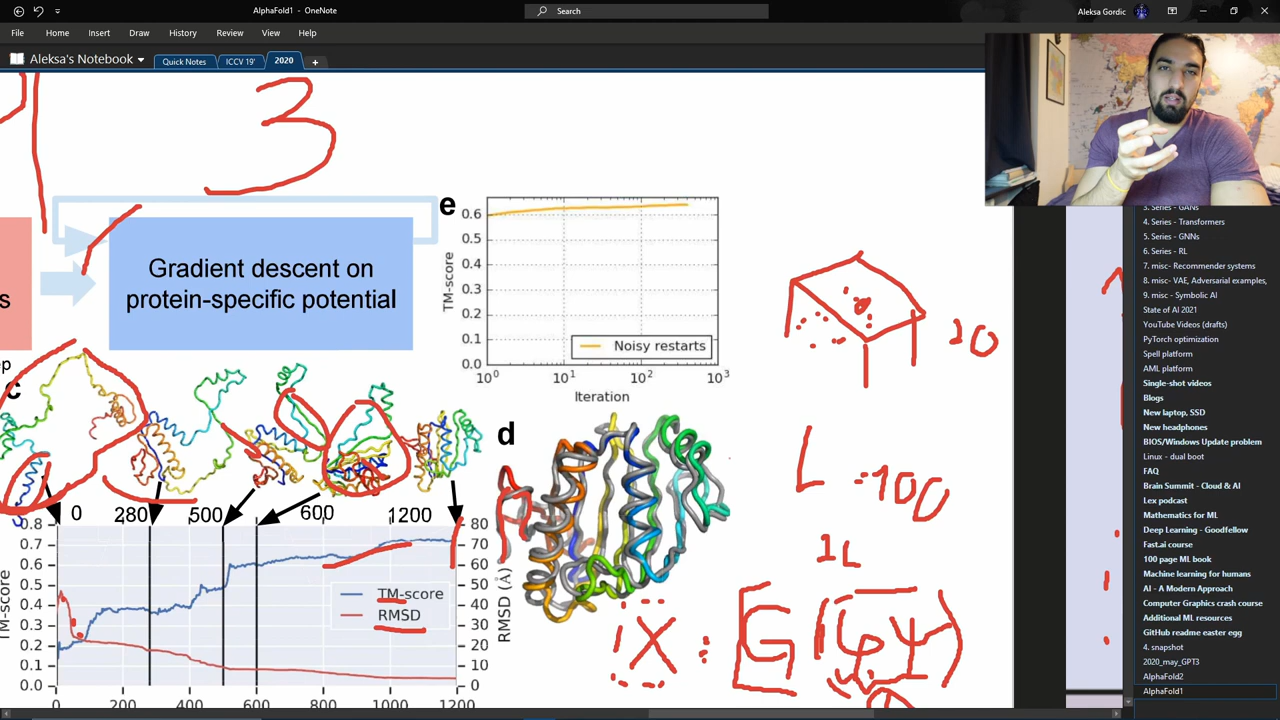 AlphaFold1 - OneNote
Search
Aleksa Gordic
File Home Insert Draw History Review View Help
Aleksa's Notebook
Quick Notes
ICCV 19'
2020
+
3
e
Gradient descent on
protein-specific potential
s
TM-score
0.6
0.5
0.4
0.3
0.2
0.1
0.0
Noisy restarts
10^0 10^1 10^2 10^3
Iteration
20
ep
c
d
L = 100
2L
0 280 500 600 1200
0.8
0.7
0.6
0.5
0.4
0.3
0.2
0.1
0.0
TM-score
TM-score
RMSD
80
70
60
50
40
30
20
10
0
RMSD (Å)
0 200 400 600 800 1000 1200
X = G(φ, ψ)
3. Series - GANs
4. Series - Transformers
5. Series - GNNs
6. Series - RL
7. misc- Recommender systems
8. misc - VAE, Adversarial examples,
9. misc - Symbolic AI
State of AI 2021
YouTube Videos (drafts)
PyTorch optimization
Spell platform
AML platform
Single-shot videos
Blogs
New laptop, SSD
New headphones
BIOS/Windows Update problem
Linux - dual boot
FAQ
Brain Summit - Cloud & AI
Lex podcast
Mathematics for ML
Deep Learning - Goodfellow
Fast.ai course
100 page ML book
Machine learning for humans
AI - A Modern Approach
Computer Graphics crash course
Additional ML resources
GitHub readme easter egg
4. snapshot
2020_may_GPT3
AlphaFold2
AlphaFold1